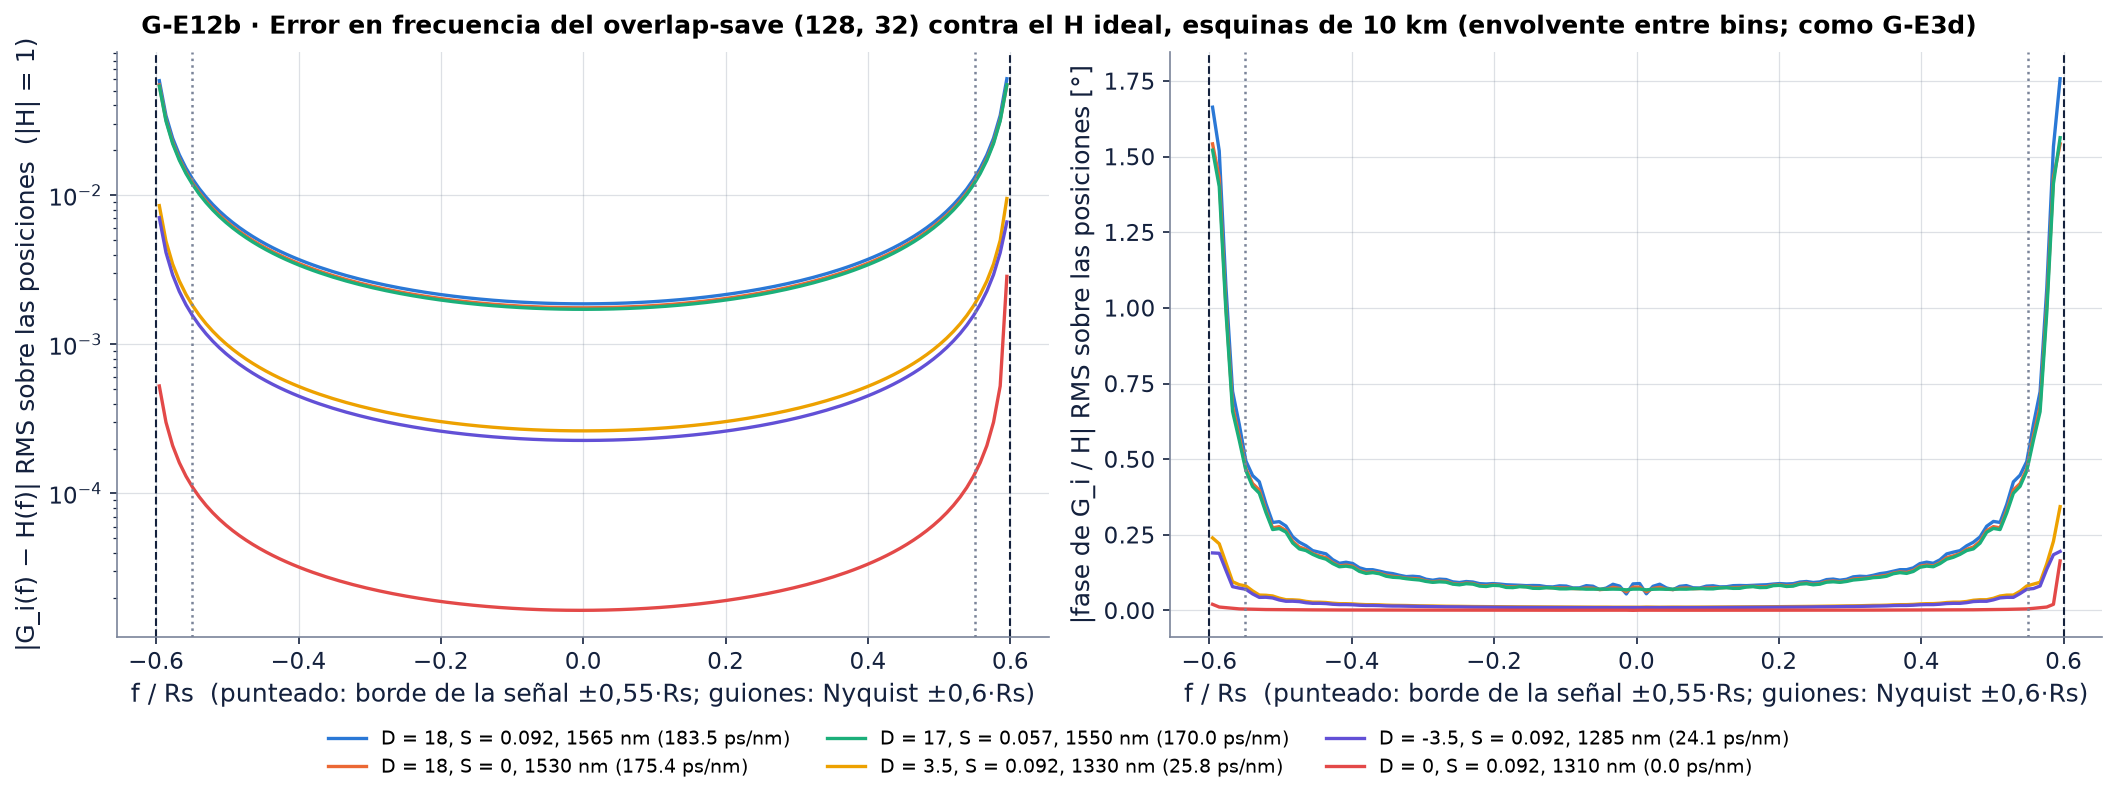 G-E12b · Error en frecuencia del overlap-save (128, 32) contra el H ideal, esquinas de 10 km (envolvente entre bins; como G-E3d)
|G_i(f) − H(f)| RMS sobre las posiciones  (|H| = 1)
10⁻²
10⁻³
10⁻⁴
−0.6 −0.4 −0.2 0.0 0.2 0.4 0.6
f / Rs  (punteado: borde de la señal ±0,55·Rs; guiones: Nyquist ±0,6·Rs)
|fase de G_i / H| RMS sobre las posiciones [°]
1.75
1.50
1.25
1.00
0.75
0.50
0.25
0.00
−0.6 −0.4 −0.2 0.0 0.2 0.4 0.6
f / Rs  (punteado: borde de la señal ±0,55·Rs; guiones: Nyquist ±0,6·Rs)
D = 18, S = 0.092, 1565 nm (183.5 ps/nm)
D = 18, S = 0, 1530 nm (175.4 ps/nm)
D = 17, S = 0.057, 1550 nm (170.0 ps/nm)
D = 3.5, S = 0.092, 1330 nm (25.8 ps/nm)
D = -3.5, S = 0.092, 1285 nm (24.1 ps/nm)
D = 0, S = 0.092, 1310 nm (0.0 ps/nm)